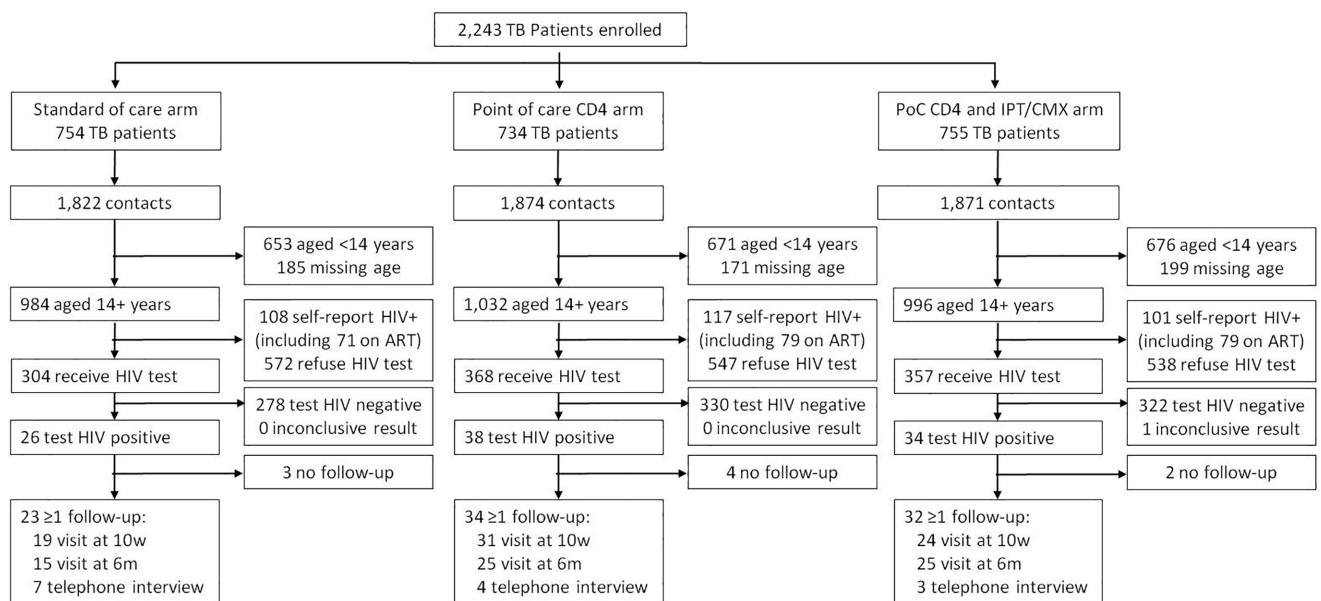 2,243 TB Patients enrolled
Standard of care arm
754 TB patients
Point of care CD4 arm
734 TB patients
PoC CD4 and IPT/CMX arm
755 TB patients
1,822 contacts
1,874 contacts
1,871 contacts
653 aged <14 years
185 missing age
671 aged <14 years
171 missing age
676 aged <14 years
199 missing age
984 aged 14+ years
1,032 aged 14+ years
996 aged 14+ years
108 self-report HIV+
(including 71 on ART)
572 refuse HIV test
117 self-report HIV+
(including 79 on ART)
547 refuse HIV test
101 self-report HIV+
(including 79 on ART)
538 refuse HIV test
304 receive HIV test
368 receive HIV test
357 receive HIV test
278 test HIV negative
0 inconclusive result
330 test HIV negative
0 inconclusive result
322 test HIV negative
1 inconclusive result
26 test HIV positive
38 test HIV positive
34 test HIV positive
3 no follow-up
4 no follow-up
2 no follow-up
23 ≥1 follow-up:
19 visit at 10w
15 visit at 6m
7 telephone interview
34 ≥1 follow-up:
31 visit at 10w
25 visit at 6m
4 telephone interview
32 ≥1 follow-up:
24 visit at 10w
25 visit at 6m
3 telephone interview